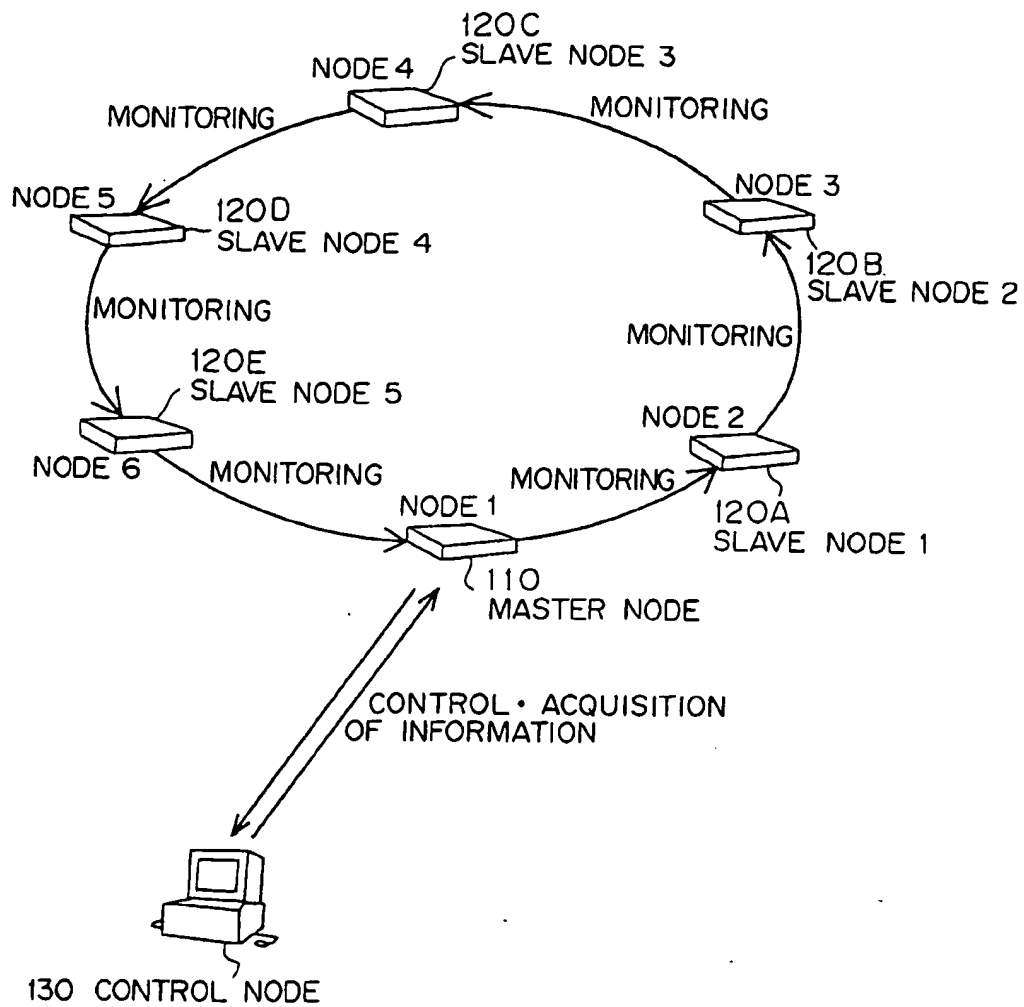 120C
SLAVE NODE 3
NODE 4
MONITORING
MONITORING
NODE 5
NODE 3
120D
SLAVE NODE 4
120B
SLAVE NODE 2
MONITORING
MONITORING
120E
SLAVE NODE 5
NODE 2
NODE 6
MONITORING
MONITORING
NODE 1
120A
SLAVE NODE 1
110
MASTER NODE
CONTROL・ACQUISITION
OF INFORMATION
130 CONTROL NODE